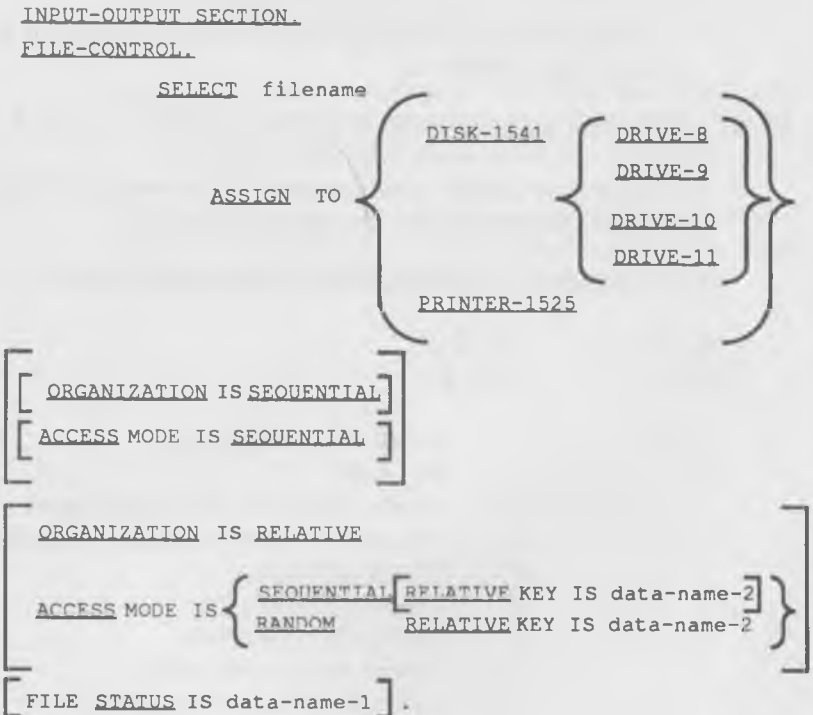 INPUT-OUTPUT SECTION.
FILE-CONTROL.
SELECT filename
DISK-1541 DRIVE-8
DRIVE-9
ASSIGN TO
DRIVE-10
DRIVE-11
PRINTER-1525
ORGANIZATION IS SEQUENTIAL
ACCESS MODE IS SEQUENTIAL
ORGANIZATION IS RELATIVE
SEQUENTIAL RELATIVE KEY IS data-name-2
ACCESS MODE IS
RANDOM RELATIVE KEY IS data-name-2
FILE STATUS IS data-name-1 .